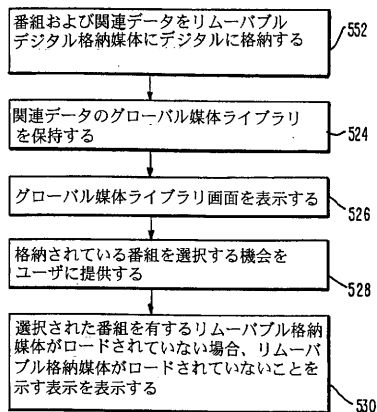 番組および関連データをリムーバブル
デジタル格納媒体にデジタルに格納する
552
関連データのグローバル媒体ライブラリ
を保持する
524
グローバル媒体ライブラリ画面を表示する
526
格納されている番組を選択する機会を
ユーザに提供する
528
選択された番組を有するリムーバブル格納
媒体がロードされていない場合、リムーバ
ブル格納媒体がロードされていないことを
示す表示を表示する
530